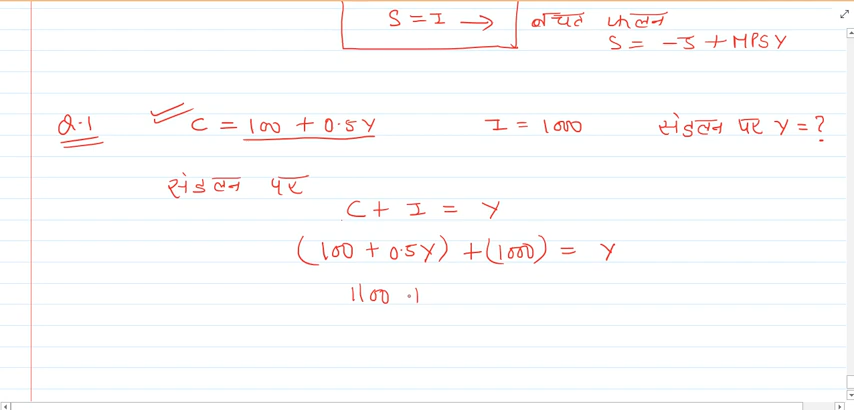 S = I → बचत फलन
S = -S̄ + MPS Y
Q.1 C = 100 + 0.5Y I = 1000 संतुलन पर Y = ?
संतुलन पर
C + I = Y
(100 + 0.5Y) + (1000) = Y
1100